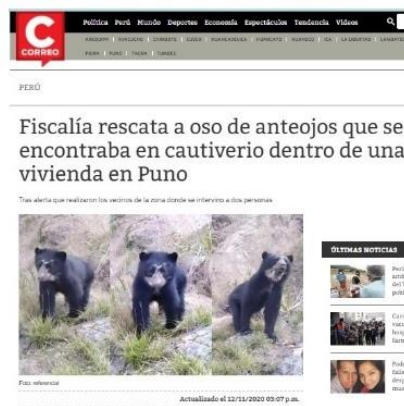 C
CORREO
Política Perú Mundo Deportes Economía Espectáculos Tendencia Videos
AREQUIPA | AYACUCHO | CHIMBOTE | CUSCO | HUANCAVELICA | HUANCAYO | HUÁNUCO | ICA | LA LIBERTAD |
PIURA | PUNO | TACNA | TUMBES
PERÚ
Fiscalía rescata a oso de anteojos que se
encontraba en cautiverio dentro de una
vivienda en Puno
Tras alerta que realizaron los vecinos de la zona donde se intervino a dos personas
ÚLTIMAS NOTICIAS
Foto: referencial
Actualizado el 12/11/2020 03:07 p.m.